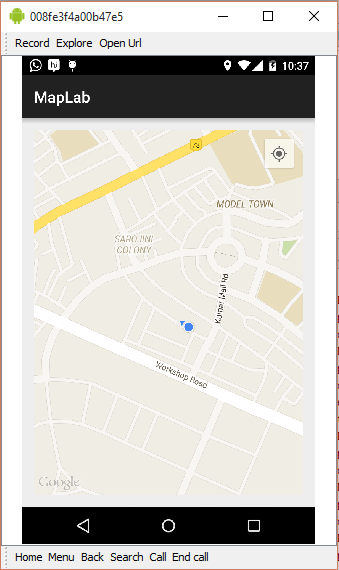 008fe3f4a00b47e5
Record Explore Open Url
10:37
MapLab
MODEL TOWN
SAROJINI
COLONY
Kumar Mall Rd
Workshop Road
Google
Home Menu Back Search Call End call